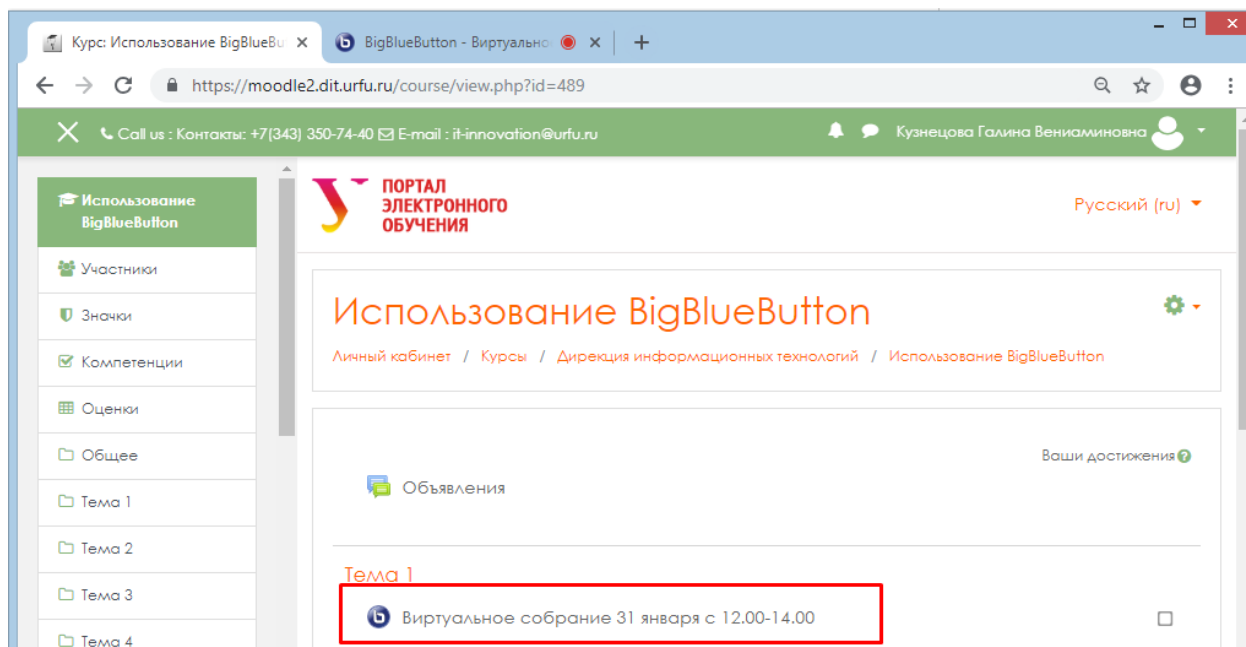 Курс: Использование BigBlueBu
BigBlueButton - Виртуально
https://moodle2.dit.urfu.ru/course/view.php?id=489
Call us : Контакты: +7(343) 350-74-40 E-mail : it-innovation@urfu.ru
Кузнецова Галина Вениаминовна
Использование
BigBlueButton
Участники
Значки
Компетенции
Оценки
Общее
Тема 1
Тема 2
Тема 3
Тема 4
ПОРТАЛ
ЭЛЕКТРОННОГО
ОБУЧЕНИЯ
Русский (ru)
Использование BigBlueButton
Личный кабинет / Курсы / Дирекция информационных технологий / Использование BigBlueButton
Ваши достижения
Объявления
Тема 1
Виртуальное собрание 31 января с 12.00-14.00